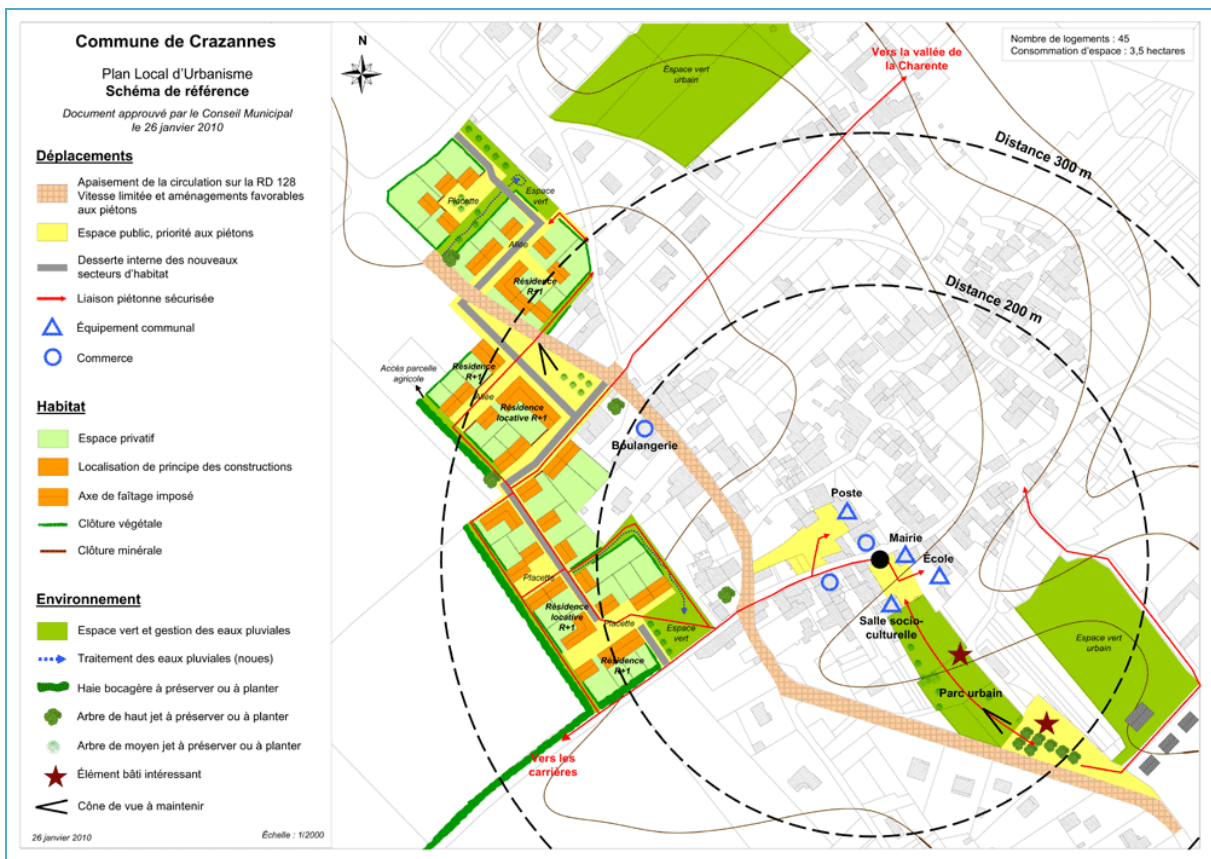 Commune de Crazannes
Plan Local d'Urbanisme
Schéma de référence
Document approuvé par le Conseil Municipal
le 26 janvier 2010
Déplacements
Apaisement de la circulation sur la RD 128
Vitesse limitée et aménagements favorables
aux piétons
Espace public, priorité aux piétons
Desserte interne des nouveaux
secteurs d'habitat
Liaison piétonne sécurisée
Équipement communal
Commerce
Habitat
Espace privatif
Localisation de principe des constructions
Axe de faîtage imposé
Clôture végétale
Clôture minérale
Environnement
Espace vert et gestion des eaux pluviales
Traitement des eaux pluviales (noues)
Haie bocagère à préserver ou à planter
Arbre de haut jet à préserver ou à planter
Arbre de moyen jet à préserver ou à planter
Élément bâti intéressant
Cône de vue à maintenir
26 janvier 2010
Échelle : 1/2000
N
Nombre de logements : 45
Consommation d'espace : 3,5 hectares
Vers la vallée de
la Charente
Espace vert
urbain
Distance 300 m
Distance 200 m
Placette
Espace
vert
Allée
Résidence
R+1
Accès parcelle
agricole
Résidence
R+1
Allée
Résidence
locative R+1
Boulangerie
Poste
Mairie
École
Salle socio-
culturelle
Placette
Résidence
locative
R+1
Placette
Espace
vert
Résidence
R+1
Espace vert
urbain
Parc urbain
Vers les
carrières